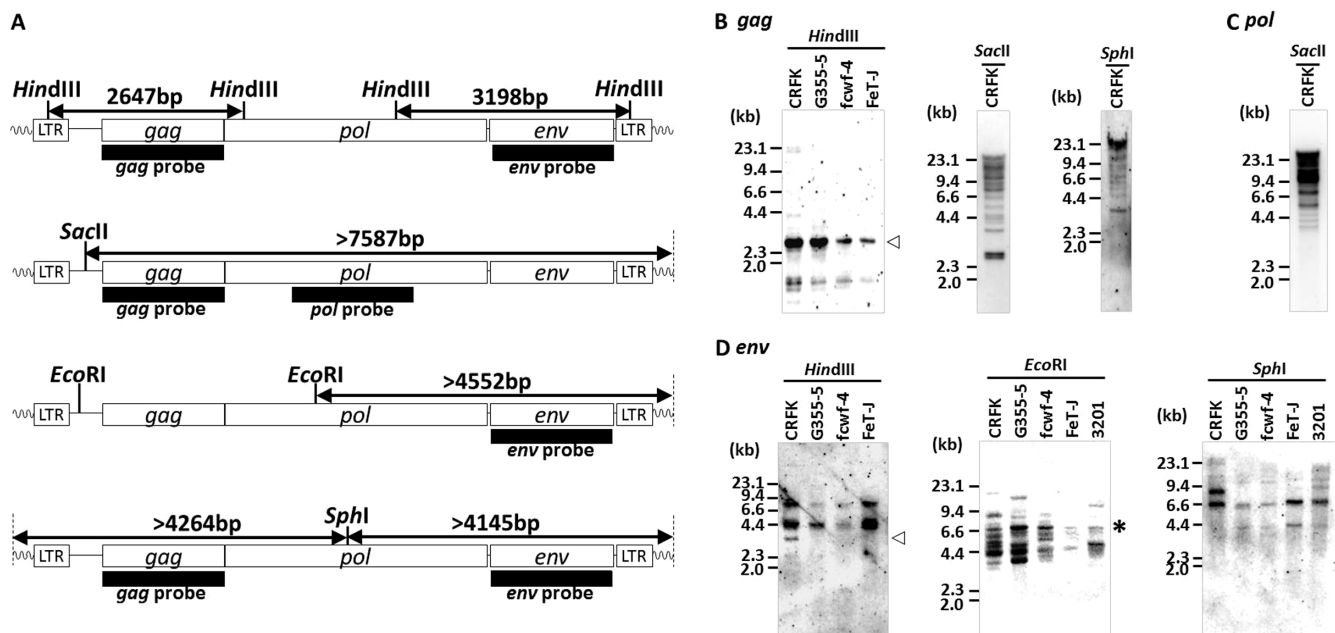 A
HindIII HindIII HindIII HindIII
2647bp 3198bp
LTR gag pol env LTR
gag probe env probe
SacII
>7587bp
LTR gag pol env LTR
gag probe pol probe
EcoRI EcoRI
>4552bp
LTR gag pol env LTR
env probe
SphI
>4264bp >4145bp
LTR gag pol env LTR
gag probe env probe
B gag
HindIII
CRFK G355-5 fcwf-4 FeT-J
(kb)
23.1
9.4
6.6
4.4
2.3
2.0
SacII
CRFK
(kb)
23.1
9.4
6.6
4.4
2.3
2.0
SphI
CRFK
(kb)
23.1
9.4
6.6
4.4
2.3
2.0
C pol
SacII
CRFK
(kb)
23.1
9.4
6.6
4.4
2.3
2.0
D env
HindIII
CRFK G355-5 fcwf-4 FeT-J
(kb)
23.1
9.4
6.6
4.4
2.3
2.0
EcoRI
CRFK G355-5 fcwf-4 FeT-J 3201
(kb)
23.1
9.4
6.6
4.4
2.3
2.0
*
SphI
CRFK G355-5 fcwf-4 FeT-J 3201
(kb)
23.1
9.4
6.6
4.4
2.3
2.0